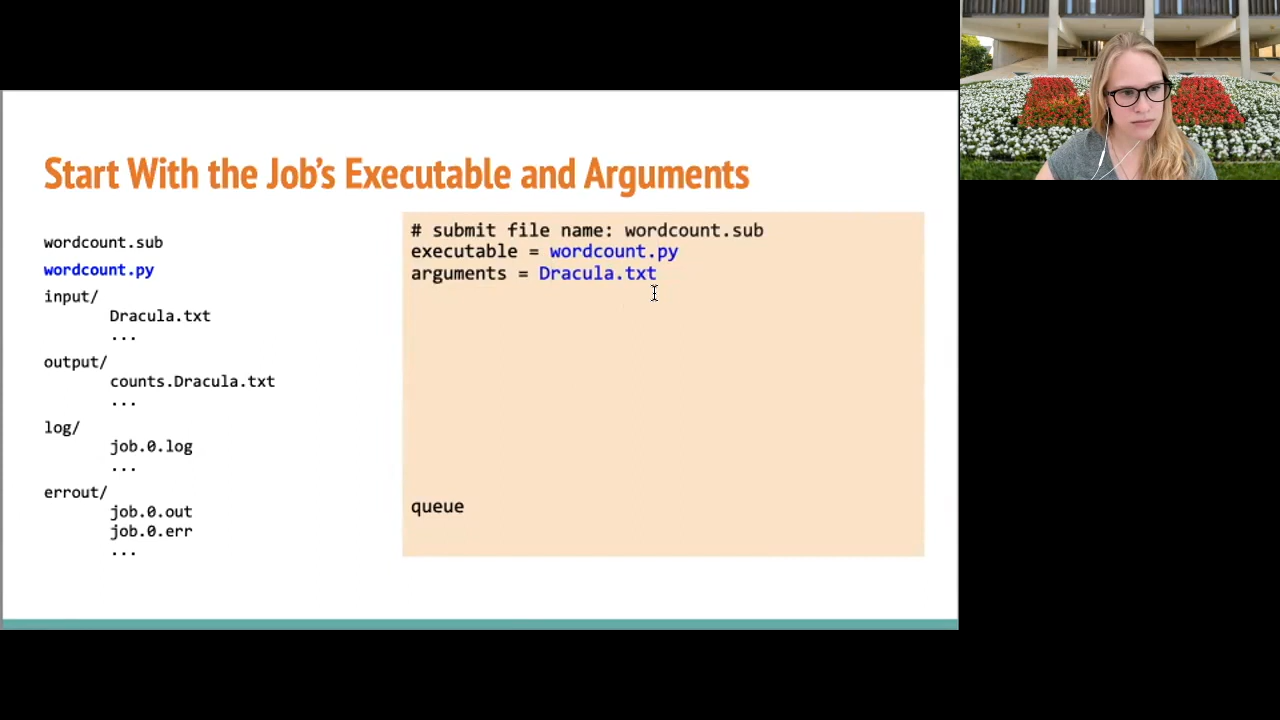 Start With the Job's Executable and Arguments
wordcount.sub
wordcount.py
input/
Dracula.txt
...
output/
counts.Dracula.txt
...
log/
job.0.log
...
errout/
job.0.out
job.0.err
...
# submit file name: wordcount.sub
executable = wordcount.py
arguments = Dracula.txt
queue